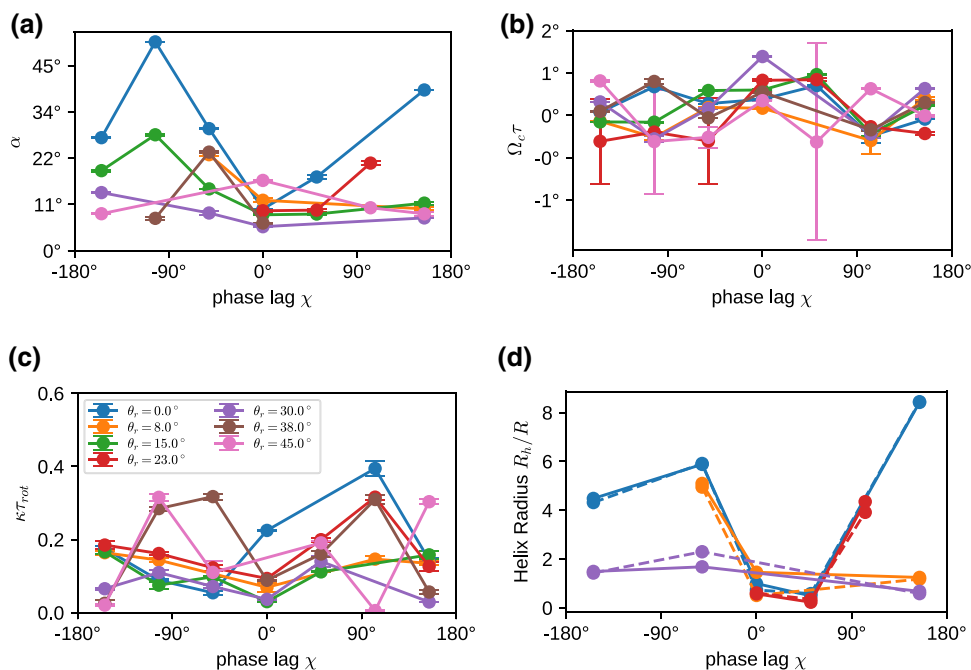 (a)
45°
34°
22°
11°
0°
α
-180°
-90°
0°
90°
180°
phase lag χ
(b)
2°
1°
0°
-0°
-1°
Ω_c τ
-180°
-90°
0°
90°
180°
phase lag χ
(c)
0.6
0.4
0.2
0.0
κτ_rot
θ_r = 0.0°
θ_r = 8.0°
θ_r = 15.0°
θ_r = 23.0°
θ_r = 30.0°
θ_r = 38.0°
θ_r = 45.0°
-180°
-90°
0°
90°
180°
phase lag χ
(d)
8
6
4
2
0
Helix Radius R_h/R
-180°
-90°
0°
90°
180°
phase lag χ